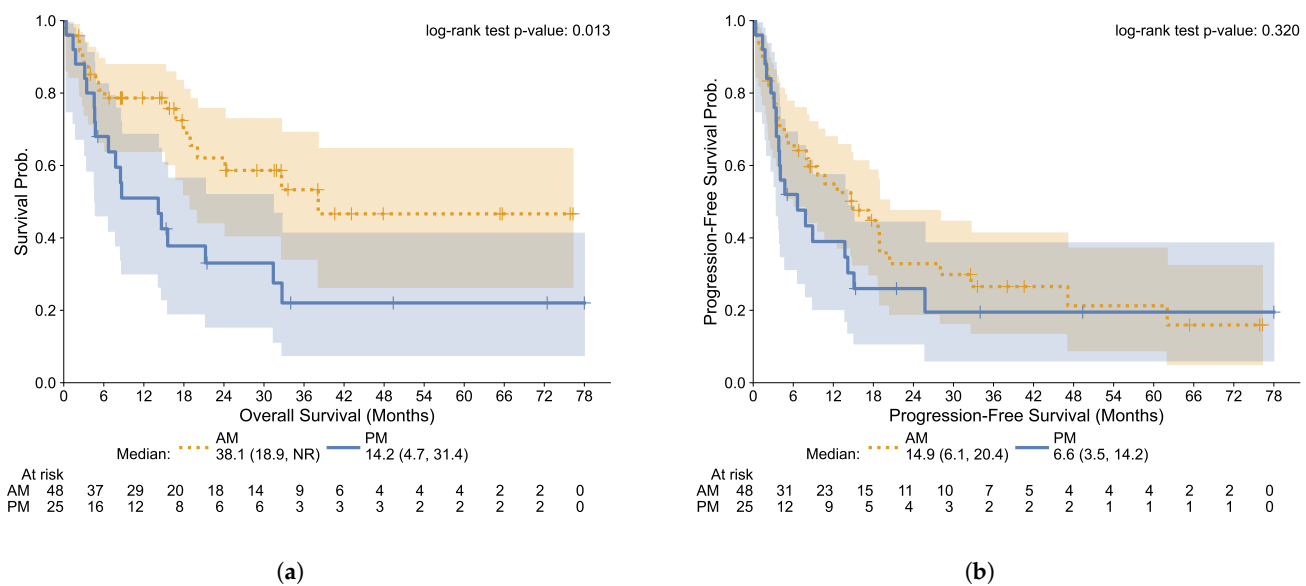 log-rank test p-value: 0.013
Survival Prob.
1.0
0.8
0.6
0.4
0.2
0.0
0 6 12 18 24 30 36 42 48 54 60 66 72 78
Overall Survival (Months)
Median: AM 38.1 (18.9, NR) PM 14.2 (4.7, 31.4)
At risk
AM 48 37 29 20 18 14 9 6 4 4 4 2 2 0
PM 25 16 12 8 6 6 3 3 3 2 2 2 2 0
(a)
log-rank test p-value: 0.320
Progression-Free Survival Prob.
1.0
0.8
0.6
0.4
0.2
0.0
0 6 12 18 24 30 36 42 48 54 60 66 72 78
Progression-Free Survival (Months)
Median: AM 14.9 (6.1, 20.4) PM 6.6 (3.5, 14.2)
At risk
AM 48 31 23 15 11 10 7 5 4 4 4 2 2 0
PM 25 12 9 5 4 3 2 2 2 1 1 1 1 0
(b)